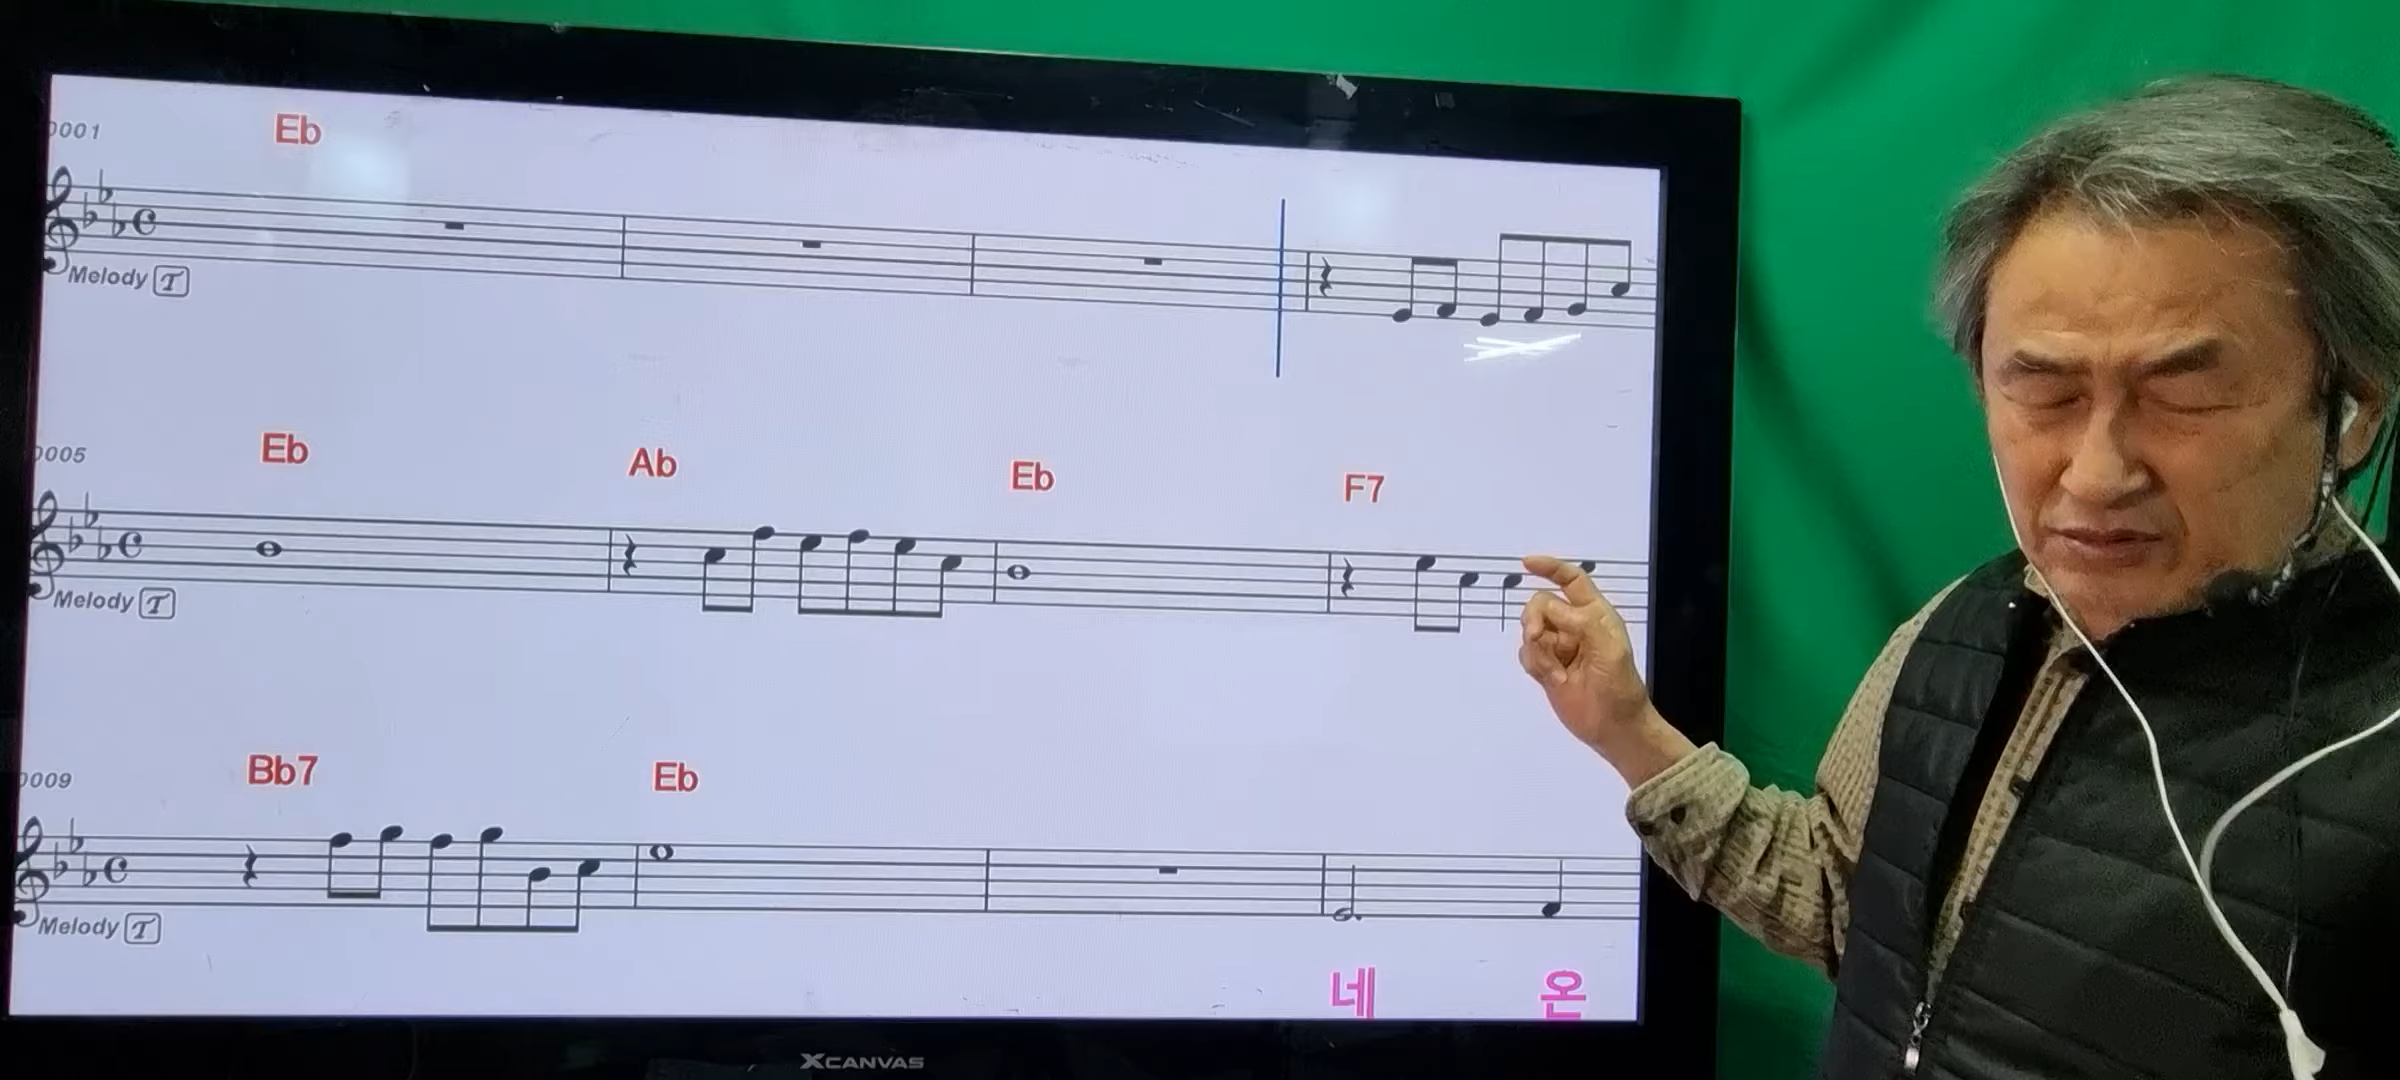 0001 Eb
Melody T
0005 Eb Ab Eb F7
Melody T
0009 Bb7 Eb
Melody T
네 온
XCANVAS